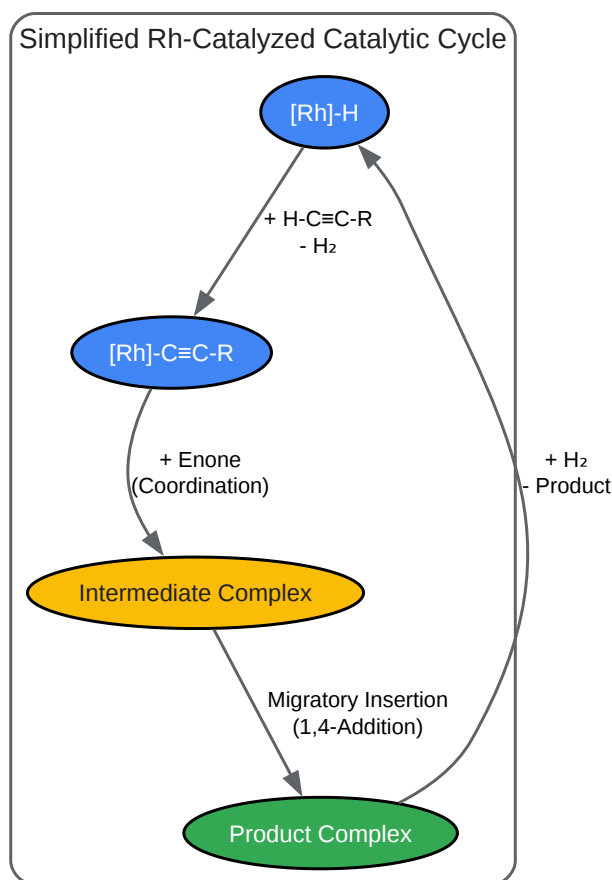 Simplified Rh-Catalyzed Catalytic Cycle
[Rh]-H
+ H-C≡C-R
- H₂
[Rh]-C≡C-R
+ Enone
(Coordination)
+ H₂
- Product
Intermediate Complex
Migratory Insertion
(1,4-Addition)
Product Complex